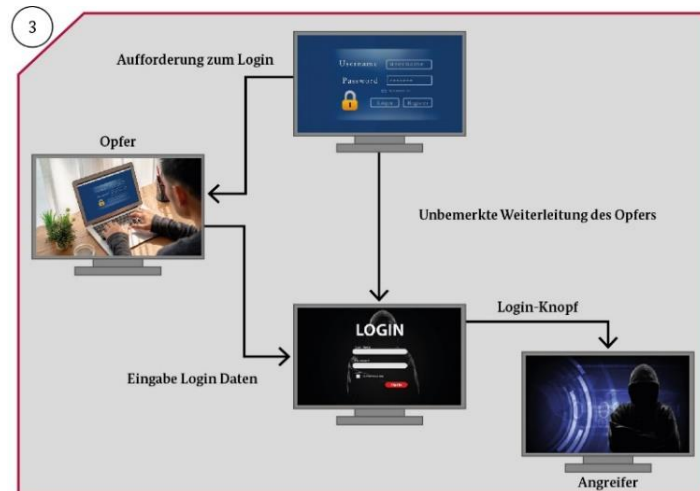 3
Aufforderung zum Login
Username
Password
Login
Register
Opfer
Unbemerkte Weiterleitung des Opfers
LOGIN
Login-Knopf
Eingabe Login Daten
Angreifer